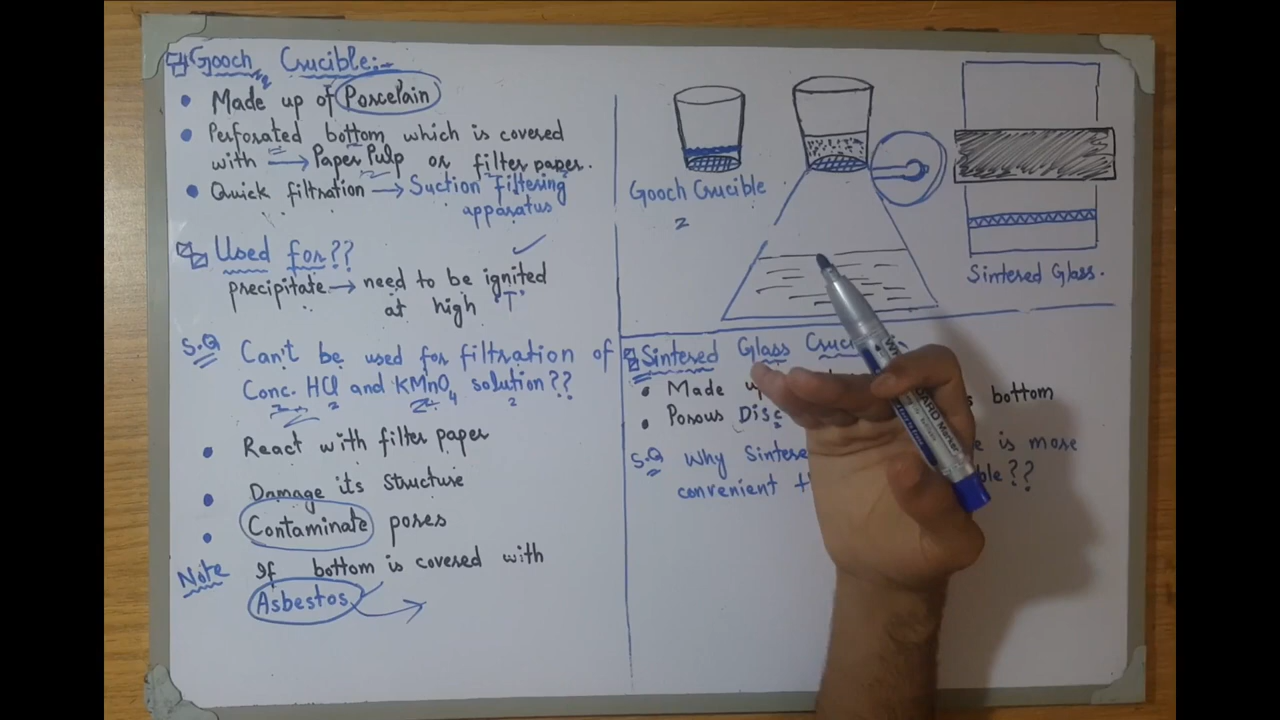 Gooch Crucible:-
Made up of Porcelain
Perforated bottom which is covered
with → Paper Pulp or filter paper.
Quick filtration → Suction Filtering
apparatus
Used for??
precipitate → need to be ignited
at high "T"
S.Q Can't be used for filtration of
Conc. HCl and KMnO4 solution??
React with filter paper
Damage its structure
Contaminate pores
Note If bottom is covered with
Asbestos
Gooch Crucible
Sintered Glass.
Sintered Glass
Made
bottom
Porous Disc
S.Q Why
is more
convenient